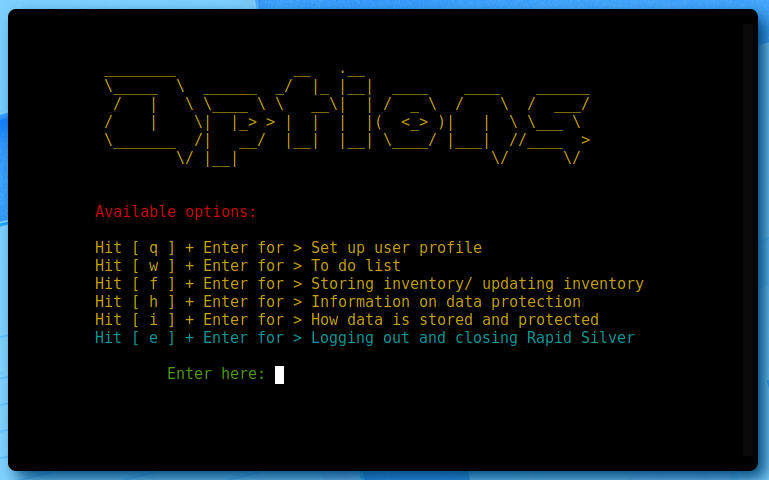 Options
Available options:
Hit [ q ] + Enter for > Set up user profile
Hit [ w ] + Enter for > To do list
Hit [ f ] + Enter for > Storing inventory/ updating inventory
Hit [ h ] + Enter for > Information on data protection
Hit [ i ] + Enter for > How data is stored and protected
Hit [ e ] + Enter for > Logging out and closing Rapid Silver
Enter here: